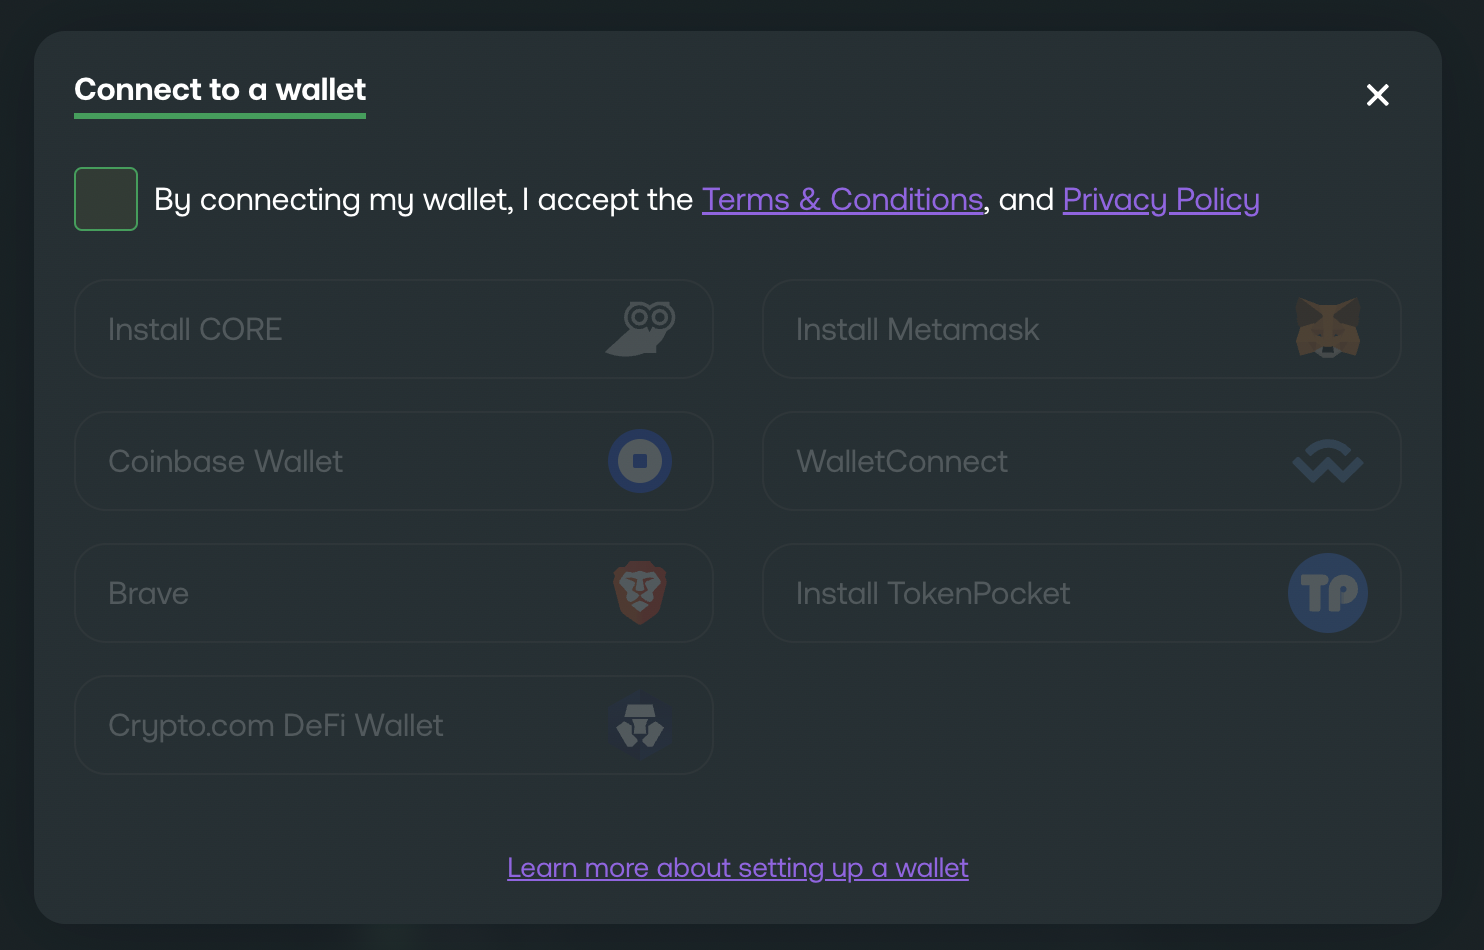 Connect to a wallet
By connecting my wallet, I accept the Terms & Conditions, and Privacy Policy
Install CORE
Install Metamask
Coinbase Wallet
WalletConnect
Brave
Install TokenPocket
TP
Crypto.com DeFi Wallet
Learn more about setting up a wallet